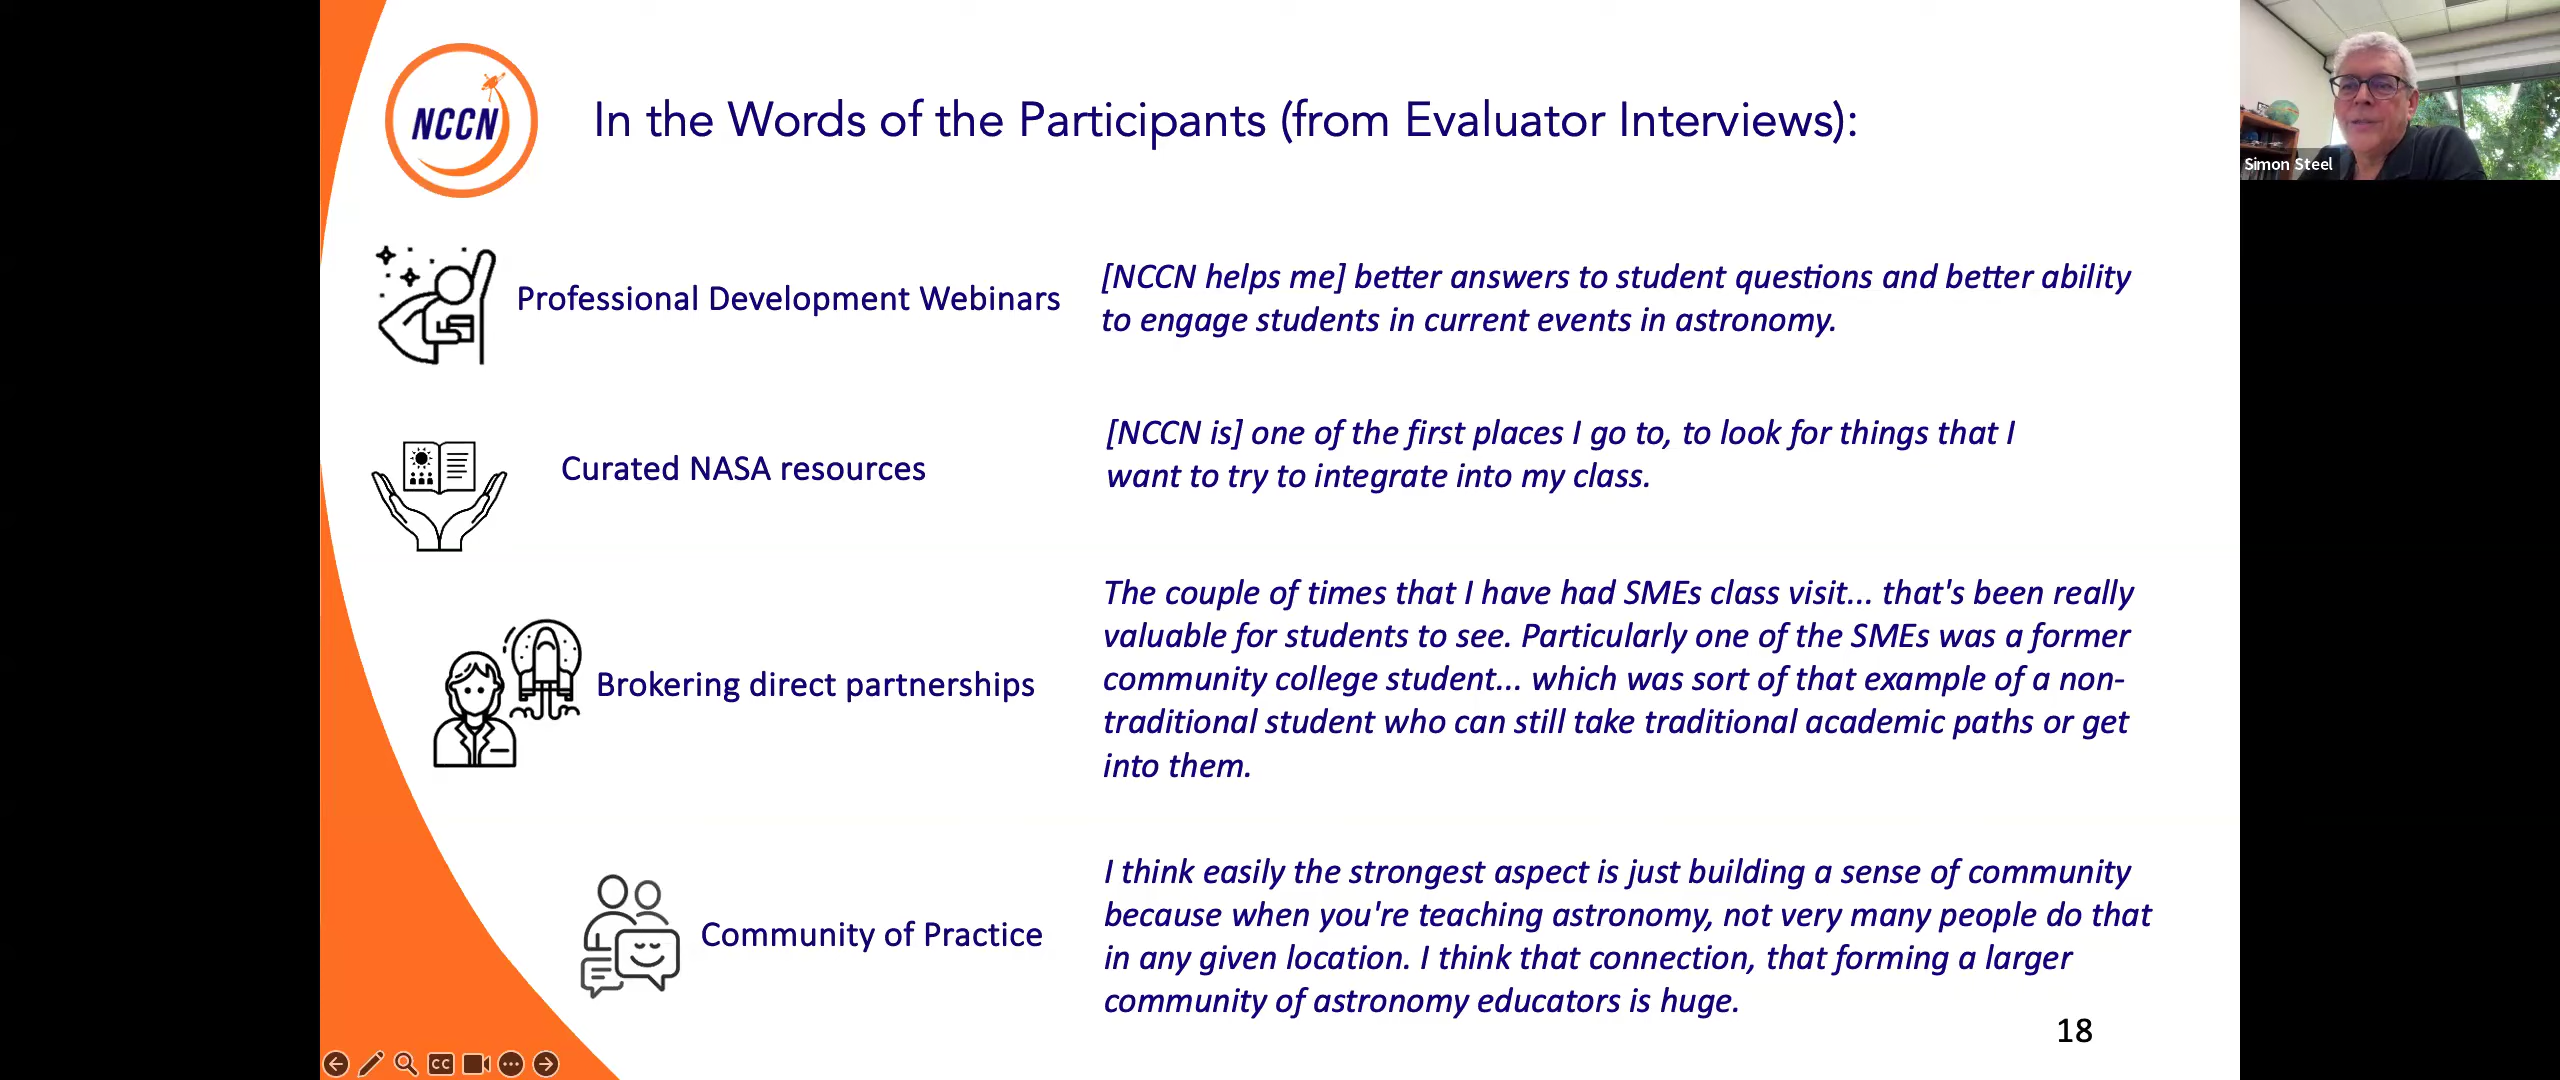 NCCN
In the Words of the Participants (from Evaluator Interviews):
Simon Steel
Professional Development Webinars
[NCCN helps me] better answers to student questions and better ability
to engage students in current events in astronomy.
Curated NASA resources
[NCCN is] one of the first places I go to, to look for things that I
want to try to integrate into my class.
Brokering direct partnerships
The couple of times that I have had SMEs class visit... that's been really
valuable for students to see. Particularly one of the SMEs was a former
community college student... which was sort of that example of a non-
traditional student who can still take traditional academic paths or get
into them.
Community of Practice
I think easily the strongest aspect is just building a sense of community
because when you're teaching astronomy, not very many people do that
in any given location. I think that connection, that forming a larger
community of astronomy educators is huge.
18
CC